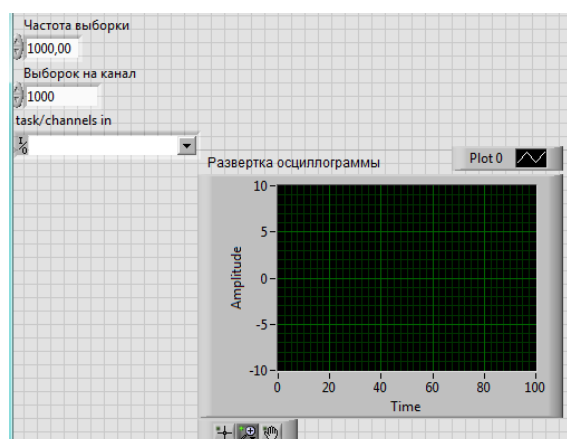 Частота выборки
1000,00
Выборок на канал
1000
task/channels in
I/O
Развертка осциллограммы
Plot 0
10
5
0
-5
-10
Amplitude
0 20 40 60 80 100
Time